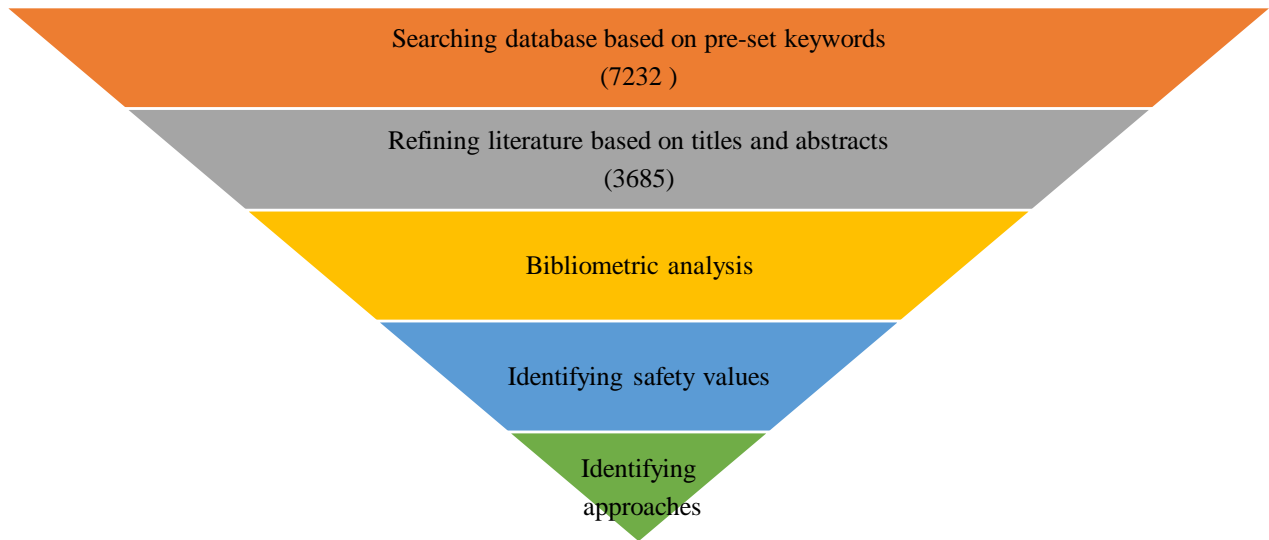 Searching database based on pre-set keywords
(7232 )
Refining literature based on titles and abstracts
(3685)
Bibliometric analysis
Identifying safety values
Identifying
approaches